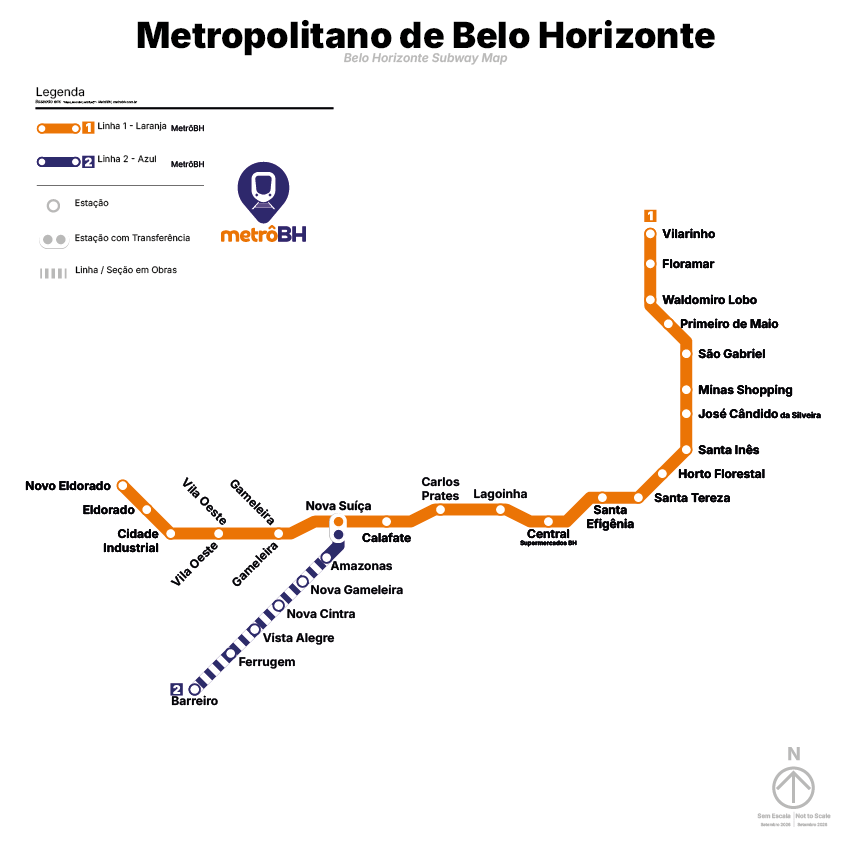 Metropolitano de Belo Horizonte
Belo Horizonte Subway Map
Legenda
1 Linha 1 - Laranja MetrôBH
2 Linha 2 - Azul MetrôBH
Estação
Estação com Transferência
Linha / Seção em Obras
metrôBH
1
Vilarinho
Floramar
Waldomiro Lobo
Primeiro de Maio
São Gabriel
Minas Shopping
José Cândido da Silveira
Santa Inês
Horto Florestal
Santa Tereza
Santa
Efigênia
Central
Supermercados BH
Lagoinha
Carlos
Prates
Calafate
Nova Suíça
Gameleira
Gameleira
Vila Oeste
Vila Oeste
Cidade
Industrial
Eldorado
Novo Eldorado
Amazonas
Nova Gameleira
Nova Cintra
Vista Alegre
Ferrugem
2
Barreiro
N
Sem Escala | Not to Scale